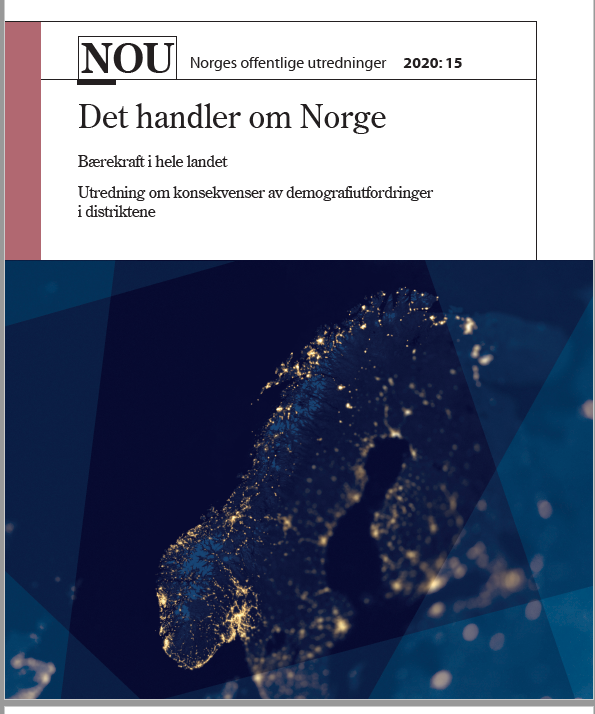 NOU Norges offentlige utredninger 2020: 15
Det handler om Norge
Bærekraft i hele landet
Utredning om konsekvenser av demografiutfordringer
i distriktene